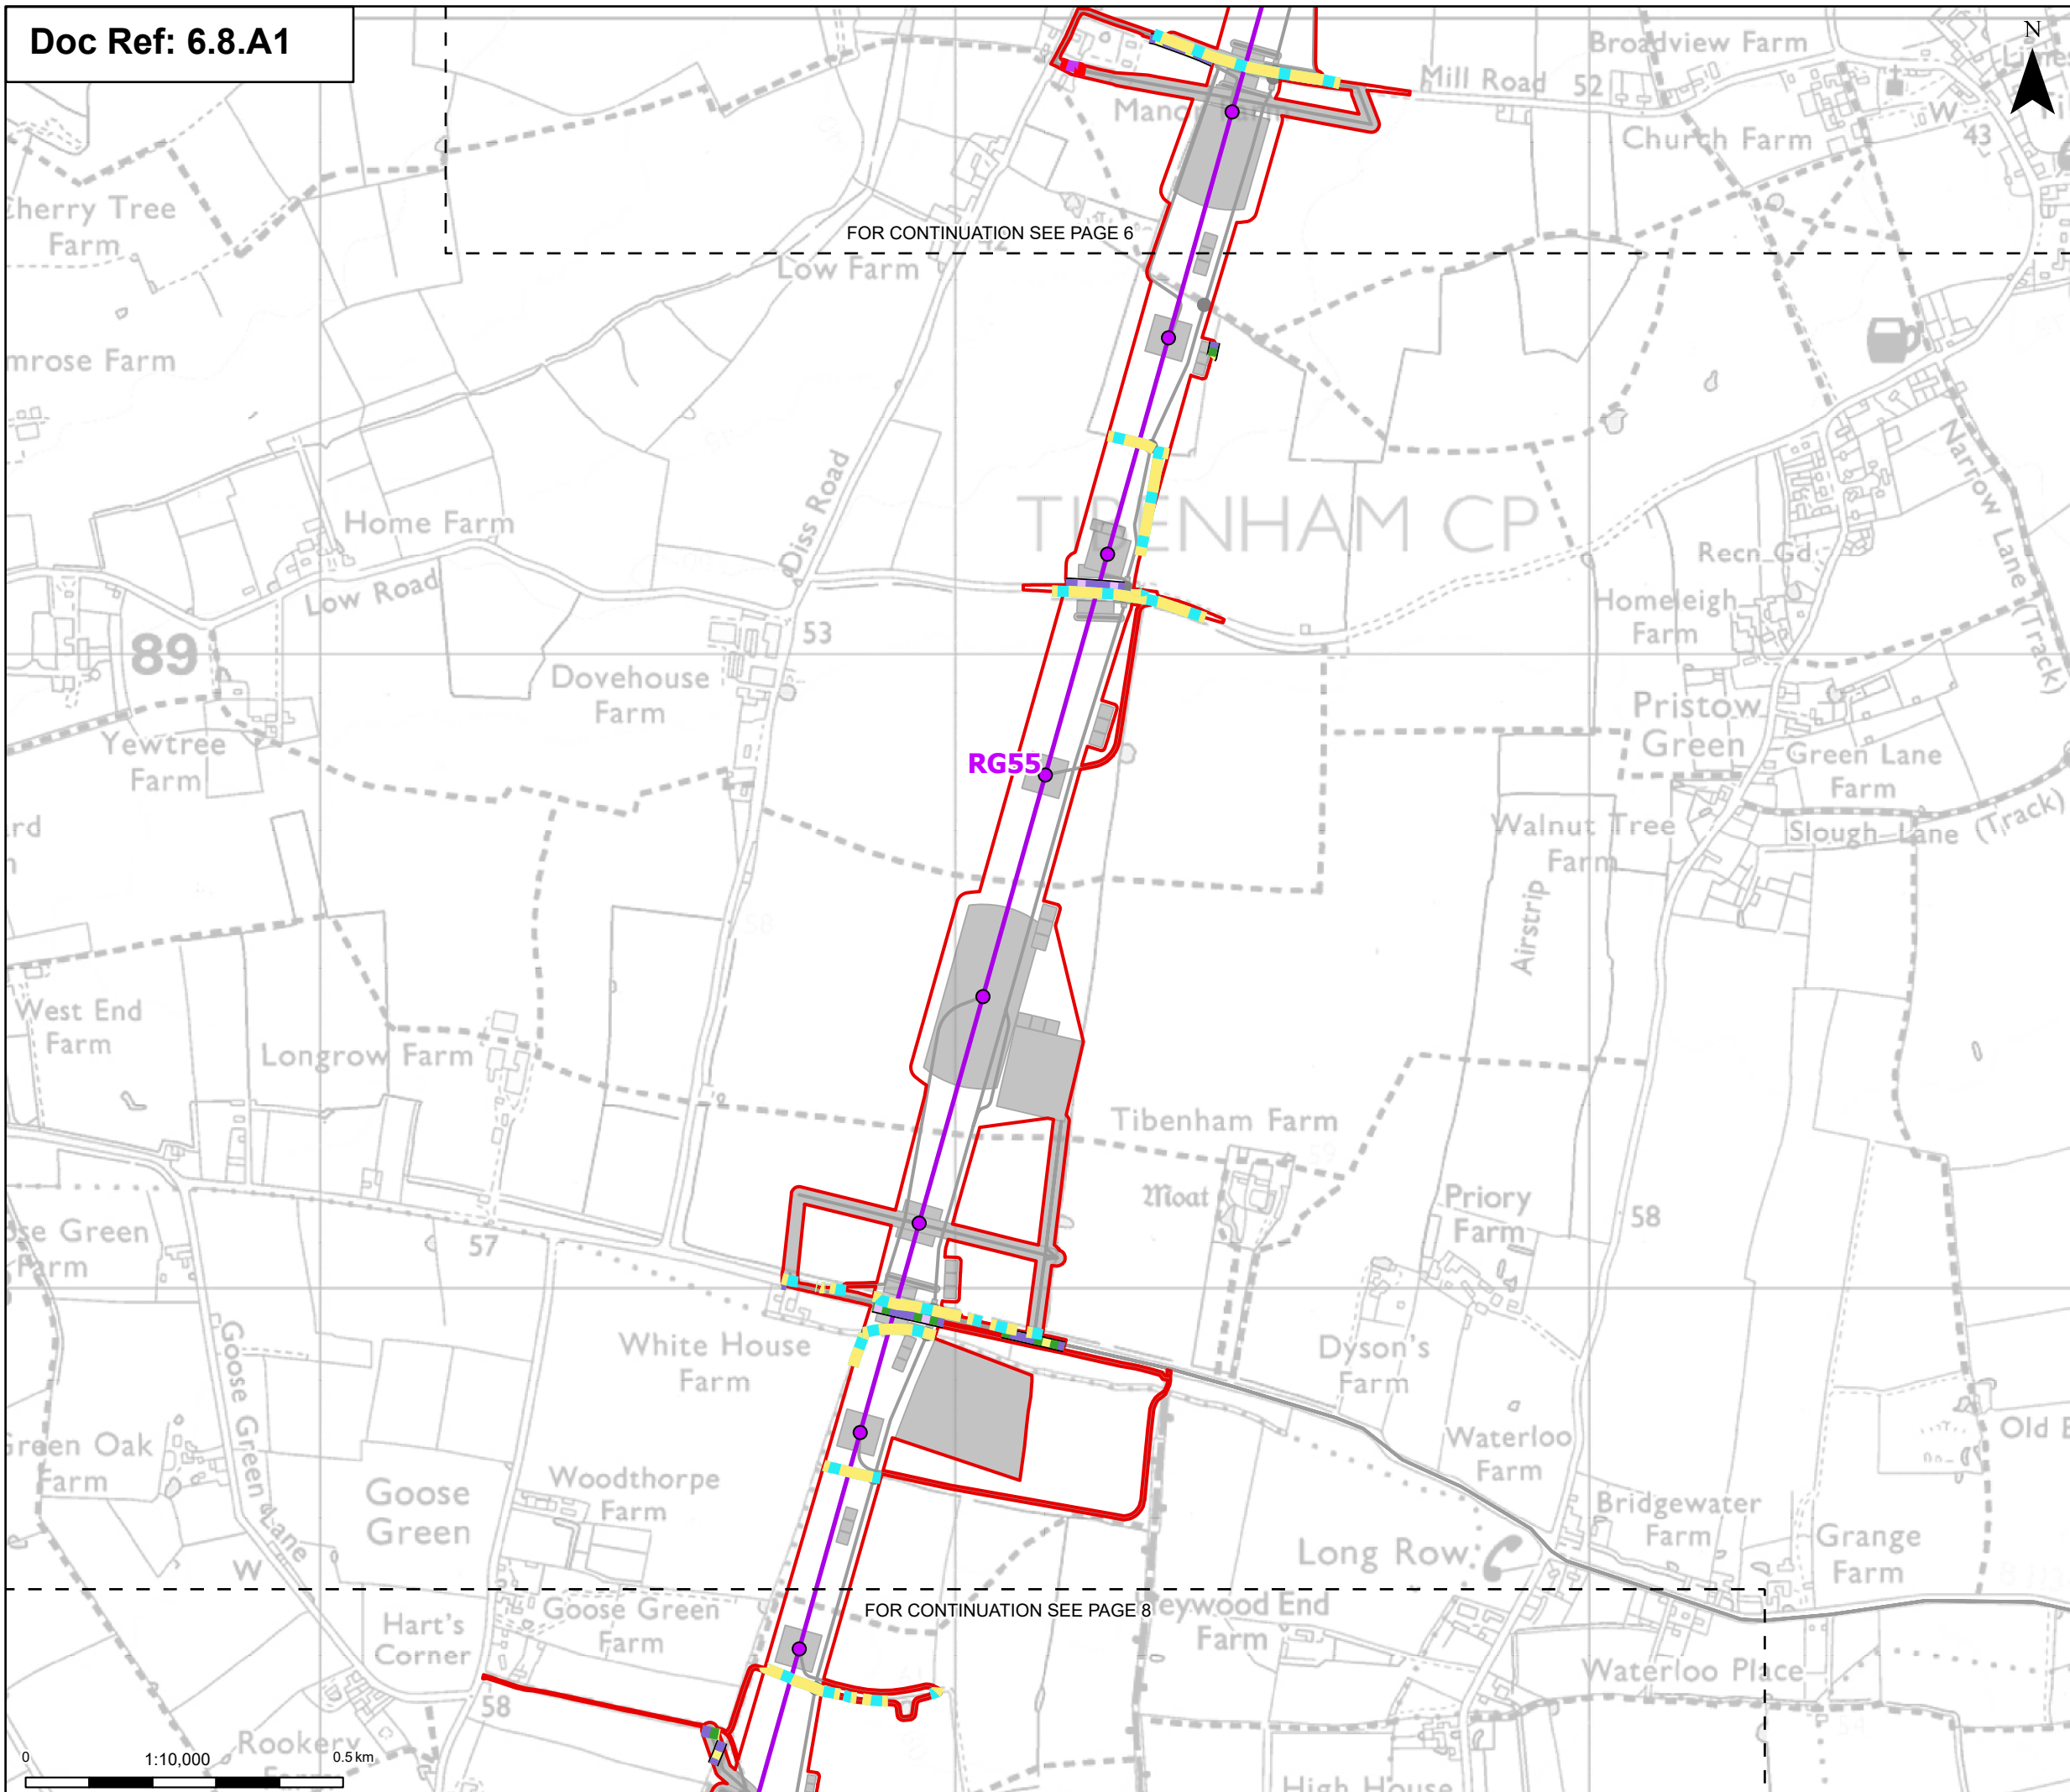 Doc Ref: 6.8.A1
N
Broadview Farm
Mill Road
52
Church Farm
W
43
Cherry Tree
Farm
FOR CONTINUATION SEE PAGE 6
Low Farm
mrose Farm
Narrow Lane (Track)
Diss Road
TIBENHAM CP
Home Farm
Recn Gd
Low Road
Homeleigh
Farm
53
89
Dovehouse
Farm
Pristow
Green
Yewtree
Farm
RG55
Green Lane
Farm
Walnut Tree
Farm
Slough Lane (Track)
Airstrip
58
West End
Farm
Longrow Farm
Tibenham Farm
Moat
Priory
Farm
58
57
ose Green
Farm
White House
Farm
Goose Green Lane
Dyson's
Farm
Green Oak
Farm
Waterloo
Farm
Old
Woodthorpe
Farm
Goose
Green
Bridgewater
Farm
Grange
Farm
Long Row
W
FOR CONTINUATION SEE PAGE 8
eywood End
Farm
Hart's
Corner
Goose Green
Farm
Waterloo Place
58
Rookery
0
1:10,000
0.5 km
High House